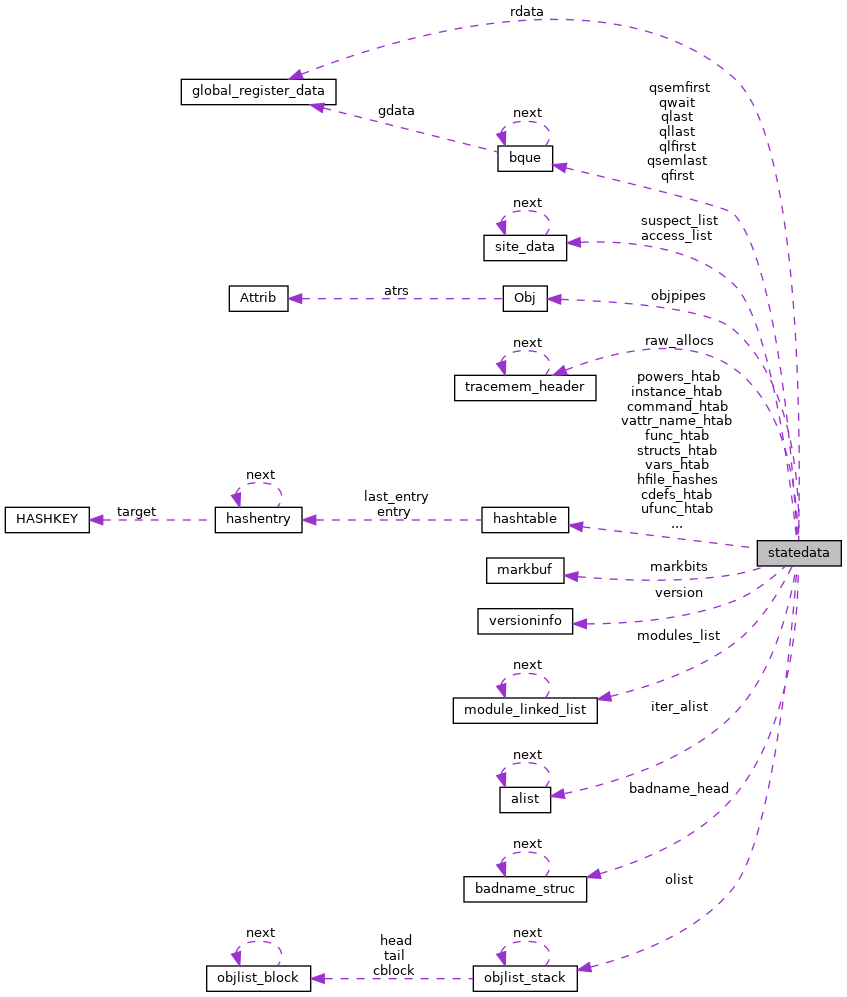 rdata
global_register_data
gdata
next
bque
qsemfirst
qwait
qlast
qllast
qlfirst
qsemlast
qfirst
next
site_data
suspect_list
access_list
Attrib
atrs
Obj
objpipes
next
tracemem_header
raw_allocs
powers_htab
instance_htab
command_htab
vattr_name_htab
func_htab
structs_htab
vars_htab
hfile_hashes
cdefs_htab
ufunc_htab
...
HASHKEY
target
next
hashentry
last_entry
entry
hashtable
statedata
markbuf
markbits
version
versioninfo
modules_list
next
module_linked_list
iter_alist
next
alist
badname_head
next
badname_struc
olist
next
objlist_block
head
tail
cblock
next
objlist_stack